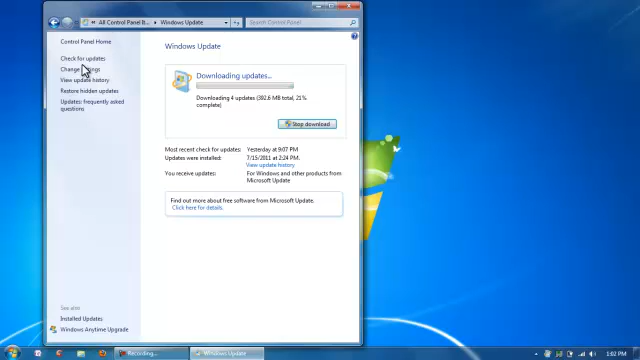 All Control Panel It...
Windows Update
Search Control Panel
Control Panel Home
Check for updates
Change settings
View update history
Restore hidden updates
Updates: frequently asked
questions
Windows Update
Downloading updates...
Downloading 4 updates (392.6 MB total, 21%
complete)
Stop download
Most recent check for updates: Yesterday at 9:07 PM
Updates were installed: 7/15/2011 at 2:24 PM.
View update history
You receive updates: For Windows and other products from
Microsoft Update
Find out more about free software from Microsoft Update.
Click here for details.
See also
Installed Updates
Windows Anytime Upgrade
Recording...
Windows Update
1:02 PM